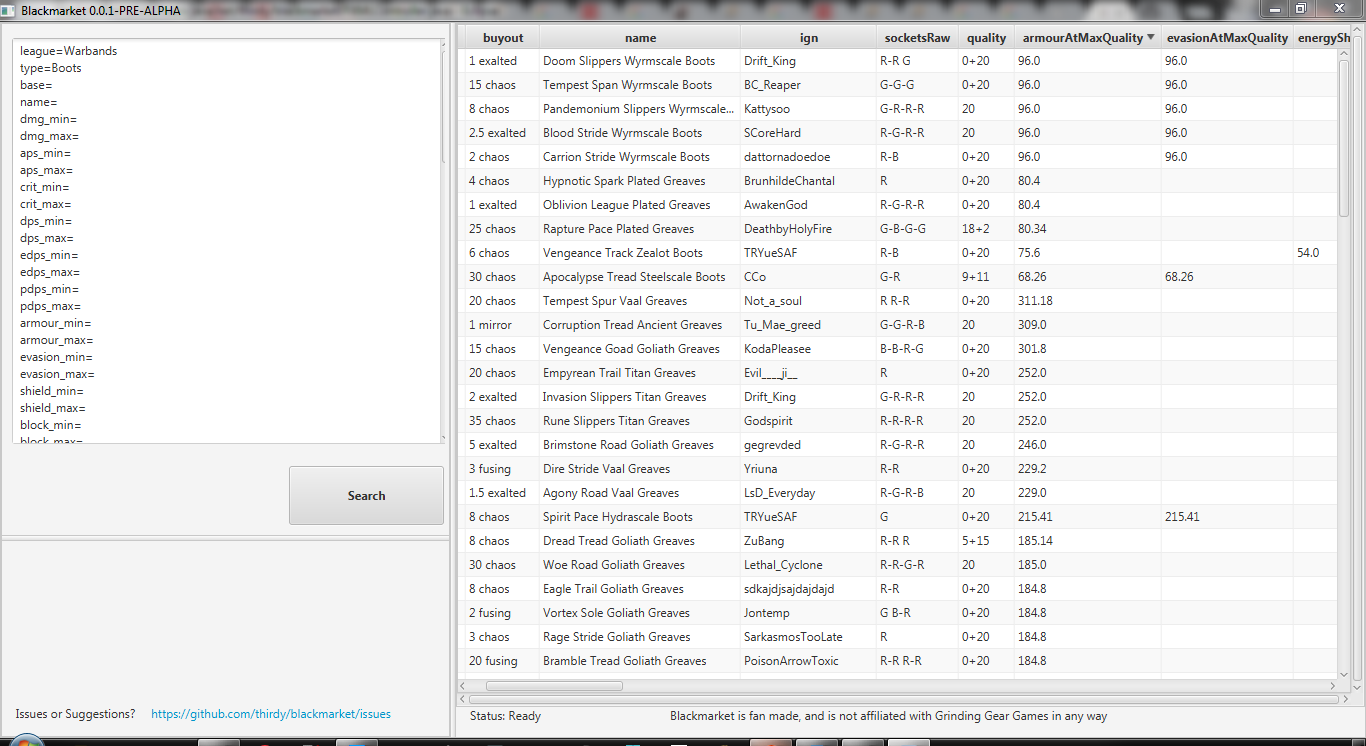 Blackmarket 0.0.1-PRE-ALPHA
league=Warbands
type=Boots
base=
name=
dmg_min=
dmg_max=
aps_min=
aps_max=
crit_min=
crit_max=
dps_min=
dps_max=
edps_min=
edps_max=
pdps_min=
pdps_max=
armour_min=
armour_max=
evasion_min=
evasion_max=
shield_min=
shield_max=
block_min=
block_max=
Search
Issues or Suggestions? https://github.com/thirdy/blackmarket/issues
buyout name ign socketsRaw quality armourAtMaxQuality evasionAtMaxQuality energySh
1 exalted Doom Slippers Wyrmscale Boots Drift_King R-R G 0+20 96.0 96.0
15 chaos Tempest Span Wyrmscale Boots BC_Reaper G-G-G 0+20 96.0 96.0
8 chaos Pandemonium Slippers Wyrmscale... Kattysoo G-R-R-R 20 96.0 96.0
2.5 exalted Blood Stride Wyrmscale Boots SCoreHard R-G-R-R 20 96.0 96.0
2 chaos Carrion Stride Wyrmscale Boots dattornadoedoe R-B 0+20 96.0 96.0
4 chaos Hypnotic Spark Plated Greaves BrunhildeChantal R 0+20 80.4
1 exalted Oblivion League Plated Greaves AwakenGod R-G-R-R 0+20 80.4
25 chaos Rapture Pace Plated Greaves DeathbyHolyFire G-B-G-G 18+2 80.34
6 chaos Vengeance Track Zealot Boots TRYueSAF R-B 0+20 75.6 54.0
30 chaos Apocalypse Tread Steelscale Boots CCo G-R 9+11 68.26 68.26
20 chaos Tempest Spur Vaal Greaves Not_a_soul R R-R 0+20 311.18
1 mirror Corruption Tread Ancient Greaves Tu_Mae_greed G-G-R-B 20 309.0
15 chaos Vengeance Goad Goliath Greaves KodaPleasee B-B-R-G 0+20 301.8
20 chaos Empyrean Trail Titan Greaves Evil____ji__ R 0+20 252.0
2 exalted Invasion Slippers Titan Greaves Drift_King G-R-R-R 20 252.0
35 chaos Rune Slippers Titan Greaves Godspirit R-R-R-R 20 252.0
5 exalted Brimstone Road Goliath Greaves gegrevded R-G-R-R 20 246.0
3 fusing Dire Stride Vaal Greaves Yriuna R-R 0+20 229.2
1.5 exalted Agony Road Vaal Greaves LsD_Everyday R-G-R-B 20 229.0
8 chaos Spirit Pace Hydrascale Boots TRYueSAF G 0+20 215.41 215.41
8 chaos Dread Tread Goliath Greaves ZuBang R-R R 5+15 185.14
30 chaos Woe Road Goliath Greaves Lethal_Cyclone R-R-G-R 20 185.0
8 chaos Eagle Trail Goliath Greaves sdkajdjsajdajdajd R-R 0+20 184.8
2 fusing Vortex Sole Goliath Greaves Jontemp G B-R 0+20 184.8
3 chaos Rage Stride Goliath Greaves SarkasmosTooLate R 0+20 184.8
20 fusing Bramble Tread Goliath Greaves PoisonArrowToxic R-R R-R 0+20 184.8
Status: Ready Blackmarket is fan made, and is not affiliated with Grinding Gear Games in any way